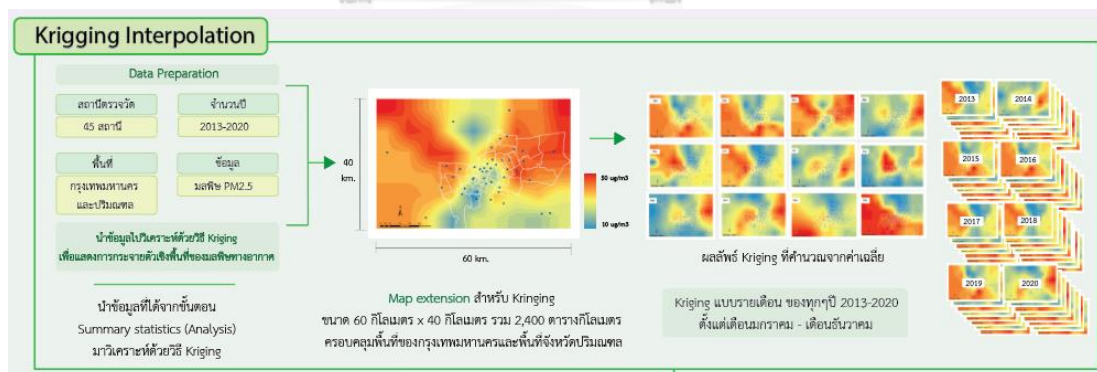 Krigging Interpolation
Data Preparation
สถานีตรวจวัด
จำนวนปี
45 สถานี
2013-2020
พื้นที่
ข้อมูล
กรุงเทพมหานคร
และปริมณฑล
มลพิษ PM2.5
นำข้อมูลไปวิเคราะห์ด้วยวิธี Kriging
เพื่อแสดงการกระจายตัวเชิงพื้นที่ของมลพิษทางอากาศ
นำข้อมูลที่ได้จากขั้นตอน
Summary statistics (Analysis)
มาวิเคราะห์ด้วยวิธี Kriging
40
km.
50 ug/m3
10 ug/m3
60 km.
Map extension สำหรับ Kringing
ขนาด 60 กิโลเมตร x 40 กิโลเมตร รวม 2,400 ตารางกิโลเมตร
ครอบคลุมพื้นที่ของกรุงเทพมหานครและพื้นที่จังหวัดปริมณฑล
ผลลัพธ์ Kriging ที่คำนวณจากค่าเฉลี่ย
Kriging แบบรายเดือน ของทุกๆปี 2013-2020
ตั้งแต่เดือนมกราคม - เดือนธันวาคม
2013
2014
2015
2016
2017
2018
2019
2020